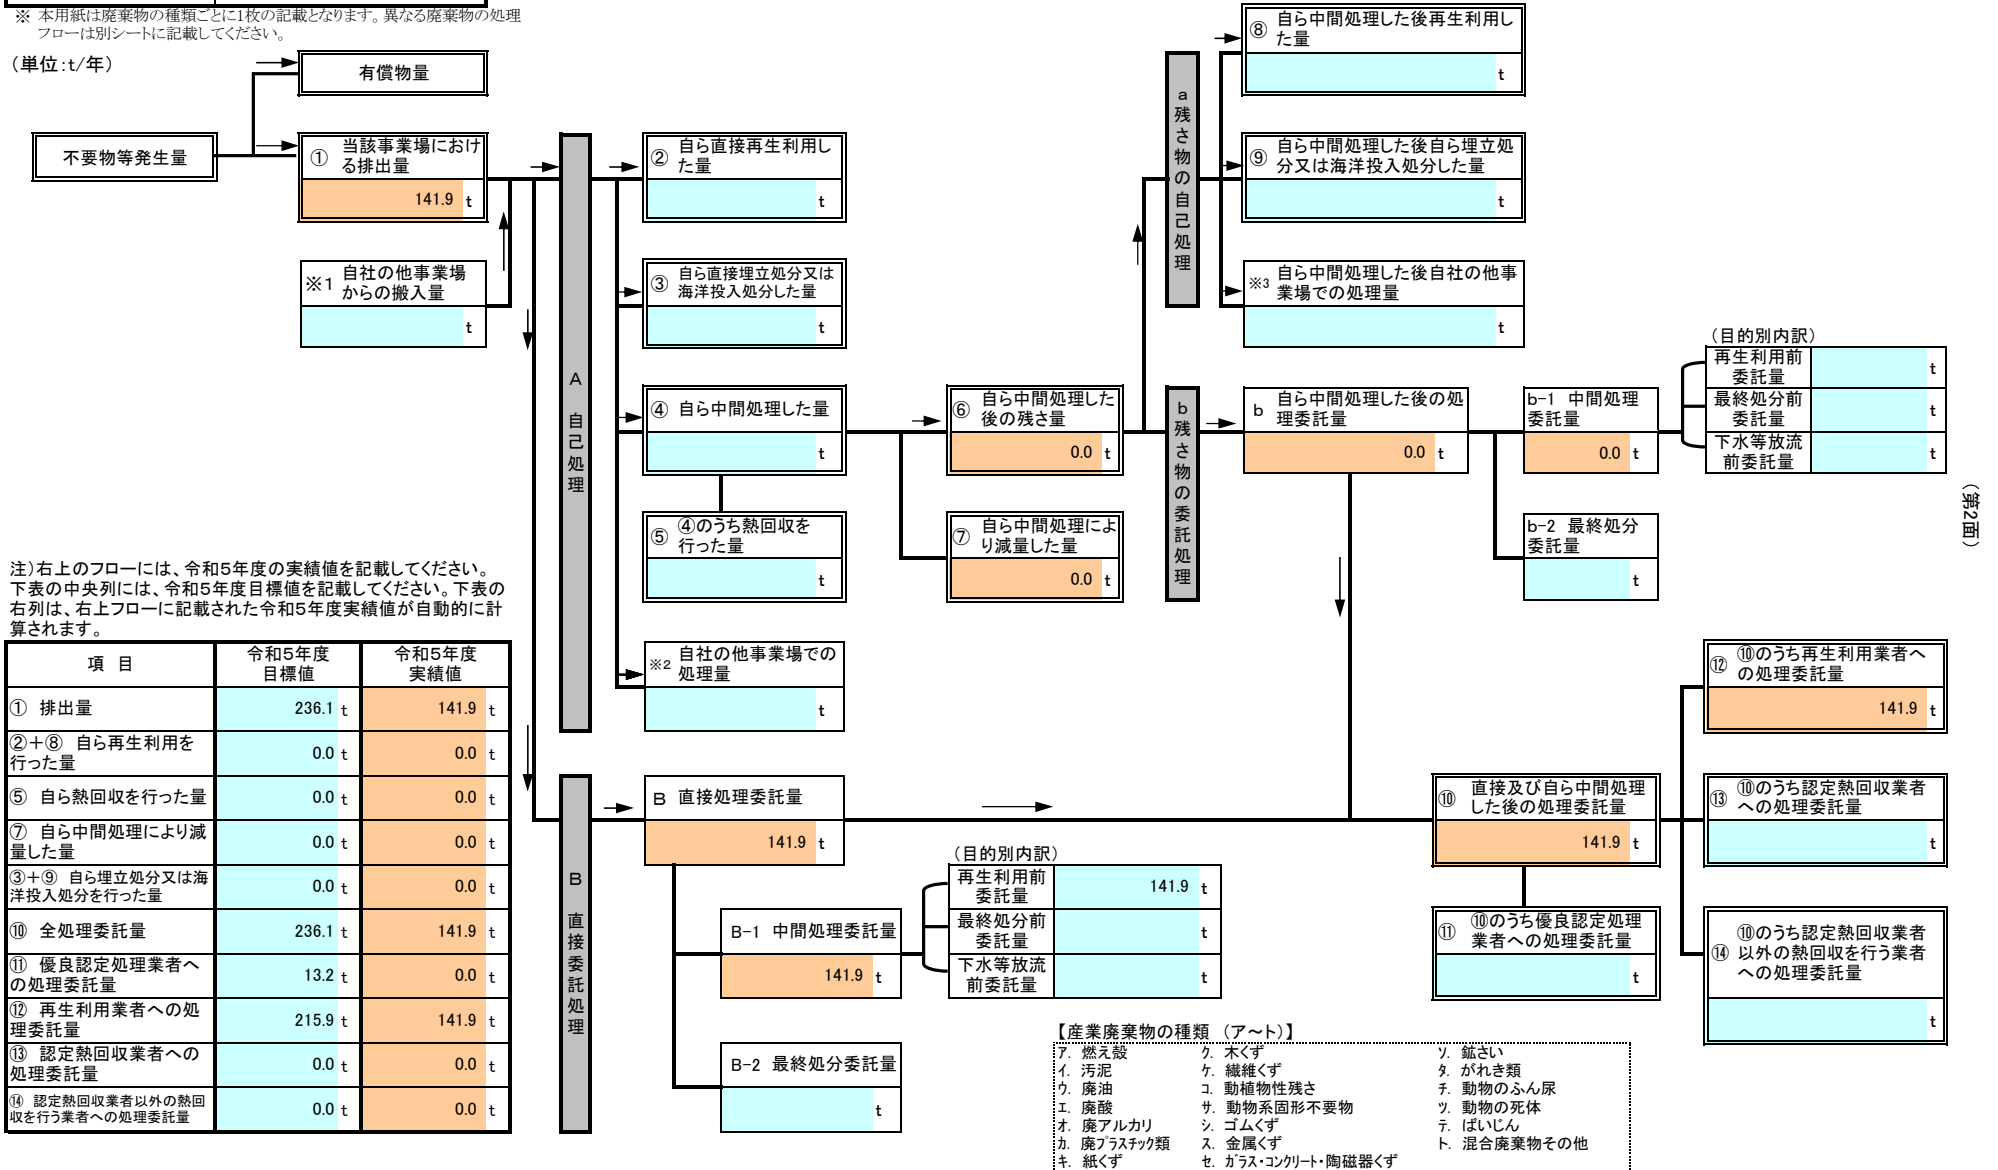 ※ 本用紙は廃棄物の種類ごとに1枚の記載となります。異なる廃棄物の処理
フローは別シートに記載してください。
（単位:t/年）
有償物量
不要物等発生量
① 当該事業場におけ
る排出量
141.9 t
※1 自社の他事業場
からの搬入量
t
A 自己処理
② 自ら直接再生利用し
た量
t
③ 自ら直接埋立処分又は
海洋投入処分した量
t
④ 自ら中間処理した量
t
⑤ ④のうち熱回収を
行った量
t
※2 自社の他事業場での
処理量
t
⑥ 自ら中間処理した
後の残さ量
0.0 t
⑦ 自ら中間処理によ
り減量した量
0.0 t
a残さ物の自己処理
⑧ 自ら中間処理した後再生利用し
た量
t
⑨ 自ら中間処理した後自ら埋立処
分又は海洋投入処分した量
t
※3 自ら中間処理した後自社の他事
業場での処理量
t
b残さ物の委託処理
b 自ら中間処理した後の処
理委託量
0.0 t
b-1 中間処理
委託量
0.0 t
（目的別内訳）
再生利用前
委託量
t
最終処分前
委託量
t
下水等放流
前委託量
t
b-2 最終処分
委託量
t
（第2面）
注）右上のフローには、令和5年度の実績値を記載してください。
下表の中央列には、令和5年度目標値を記載してください。下表の
右列は、右上フローに記載された令和5年度実績値が自動的に計
算されます。
項 目 令和5年度 目標値 令和5年度 実績値
① 排出量 236.1 t 141.9 t
②＋⑧ 自ら再生利用を
行った量 0.0 t 0.0 t
⑤ 自ら熱回収を行った量 0.0 t 0.0 t
⑦ 自ら中間処理により減
量した量 0.0 t 0.0 t
③＋⑨ 自ら埋立処分又は海
洋投入処分を行った量 0.0 t 0.0 t
⑩ 全処理委託量 236.1 t 141.9 t
⑪ 優良認定処理業者へ
の処理委託量 13.2 t 0.0 t
⑫ 再生利用業者への処
理委託量 215.9 t 141.9 t
⑬ 認定熱回収業者への
処理委託量 0.0 t 0.0 t
⑭ 認定熱回収業者以外の熱回
収を行う業者への処理委託量 0.0 t 0.0 t
B 直接委託処理
B 直接処理委託量
141.9 t
B-1 中間処理委託量
141.9 t
（目的別内訳）
再生利用前
委託量
141.9 t
最終処分前
委託量
t
下水等放流
前委託量
t
B-2 最終処分委託量
t
⑩ 直接及び自ら中間処理
した後の処理委託量
141.9 t
⑪ ⑩のうち優良認定処理
業者への処理委託量
t
⑫ ⑩のうち再生利用業者へ
の処理委託量
141.9 t
⑬ ⑩のうち認定熱回収業者
への処理委託量
t
⑭ ⑩のうち認定熱回収業者
以外の熱回収を行う業者
への処理委託量
t
【産業廃棄物の種類 （ア〜ト）】
ア. 燃え殻 ク. 木くず ソ. 鉱さい
イ. 汚泥 ケ. 繊維くず タ. がれき類
ウ. 廃油 コ. 動植物性残さ チ. 動物のふん尿
エ. 廃酸 サ. 動物系固形不要物 ツ. 動物の死体
オ. 廃アルカリ シ. ゴムくず テ. ばいじん
カ. 廃プラスチック類 ス. 金属くず ト. 混合廃棄物その他
キ. 紙くず セ. ガラス・コンクリート・陶磁器くず